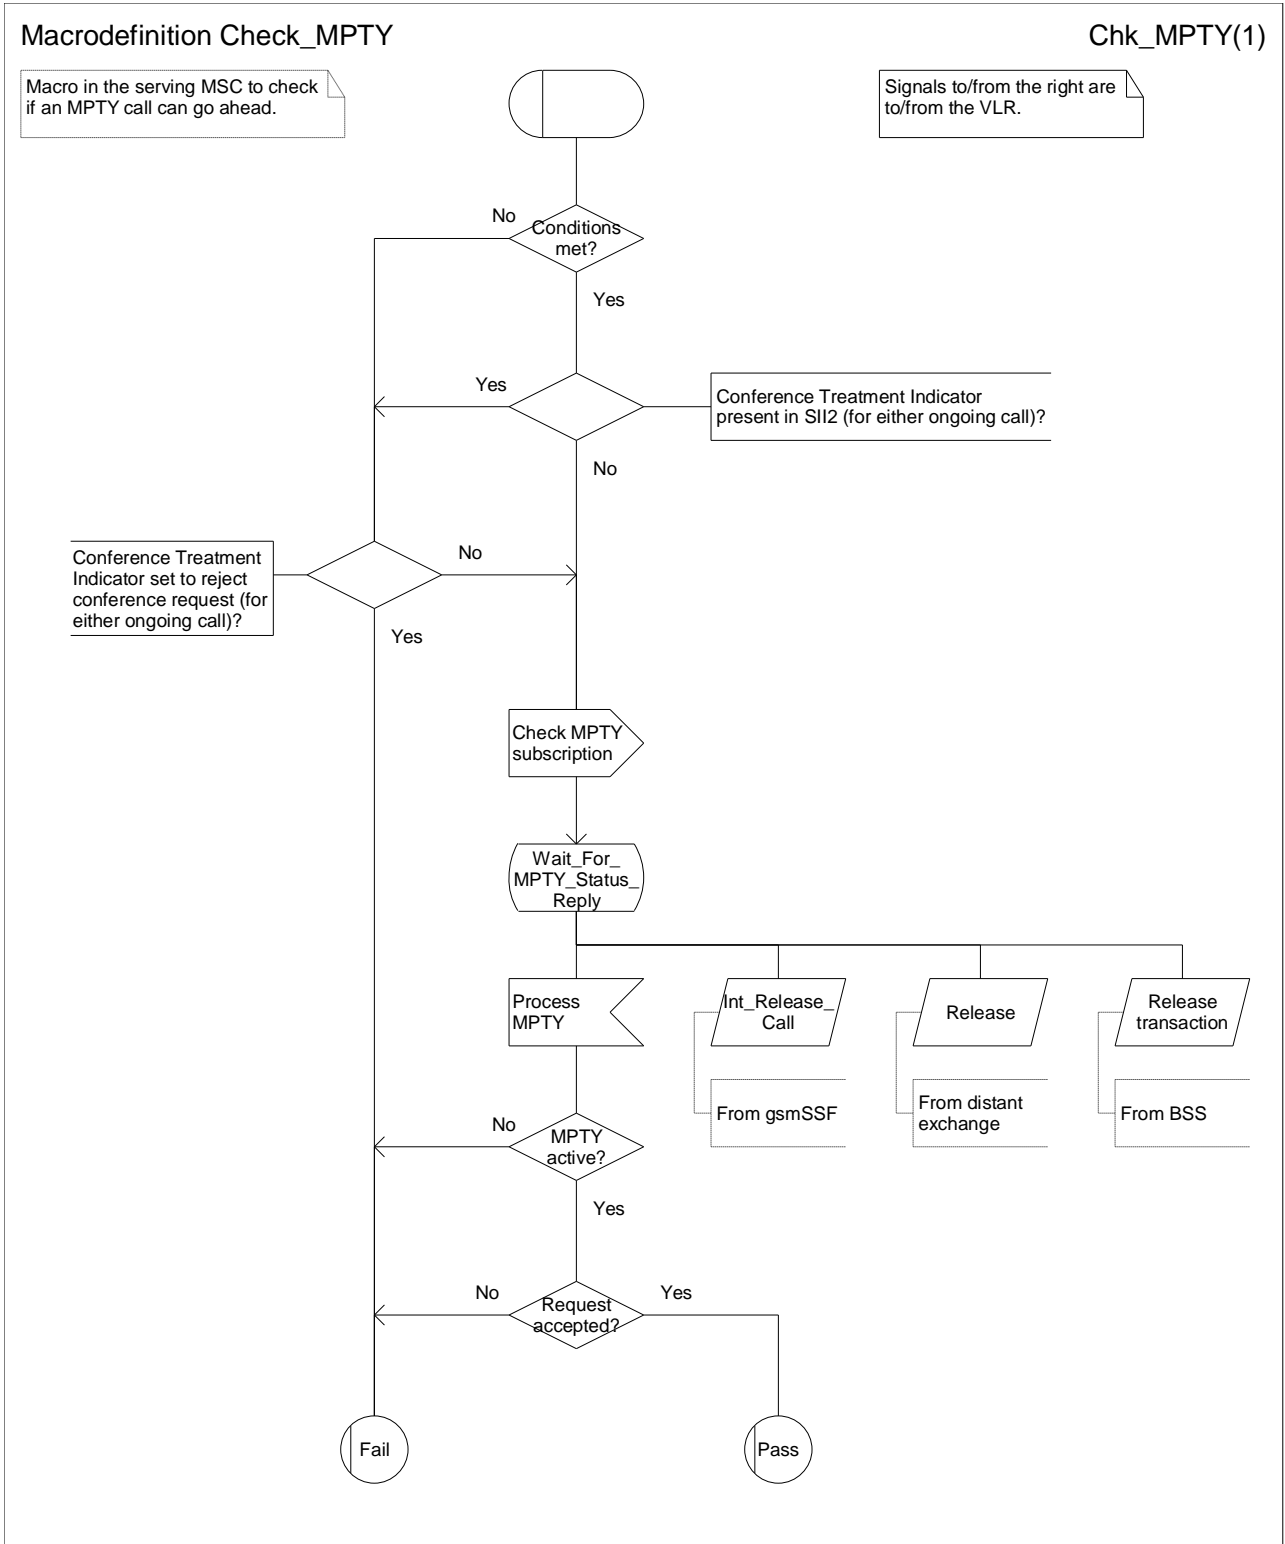 Macrodefinition Check_MPTY
Chk_MPTY(1)
Macro in the serving MSC to check
if an MPTY call can go ahead.
Signals to/from the right are
to/from the VLR.
No
Conditions
met?
Yes
Yes
Conference Treatment Indicator
present in SII2 (for either ongoing call)?
No
Conference Treatment
Indicator set to reject
conference request (for
either ongoing call)?
No
Yes
Check MPTY
subscription
Wait_For_
MPTY_Status_
Reply
Process
MPTY
Int_Release_
Call
Release
Release
transaction
From gsmSSF
From distant
exchange
From BSS
No
MPTY
active?
Yes
No
Request
accepted?
Yes
Fail
Pass